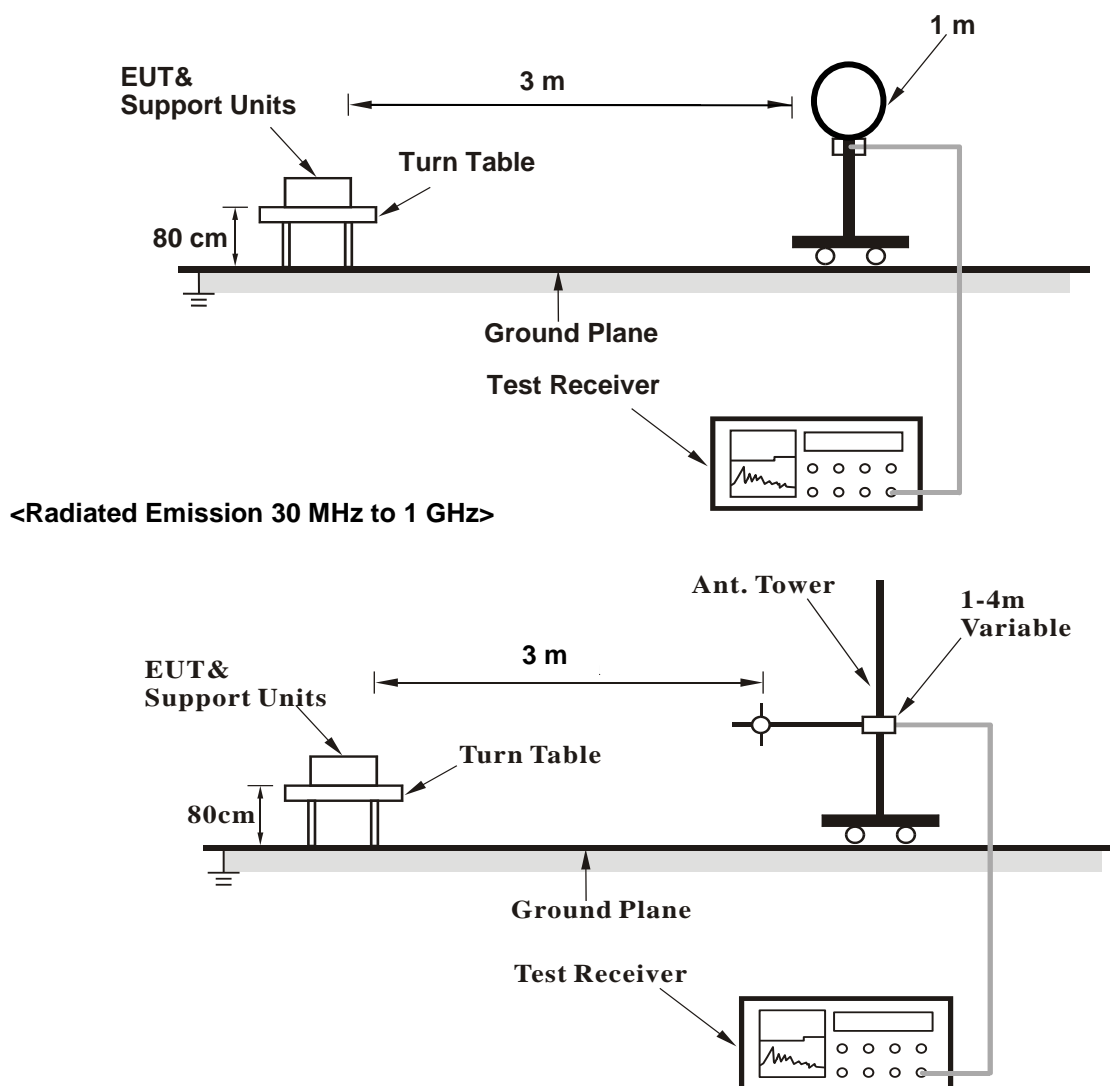 1 m
EUT&
Support Units
3 m
Turn Table
80 cm
Ground Plane
Test Receiver
<Radiated Emission 30 MHz to 1 GHz>
Ant. Tower
1-4m
Variable
3 m
EUT&
Support Units
Turn Table
80cm
Ground Plane
Test Receiver